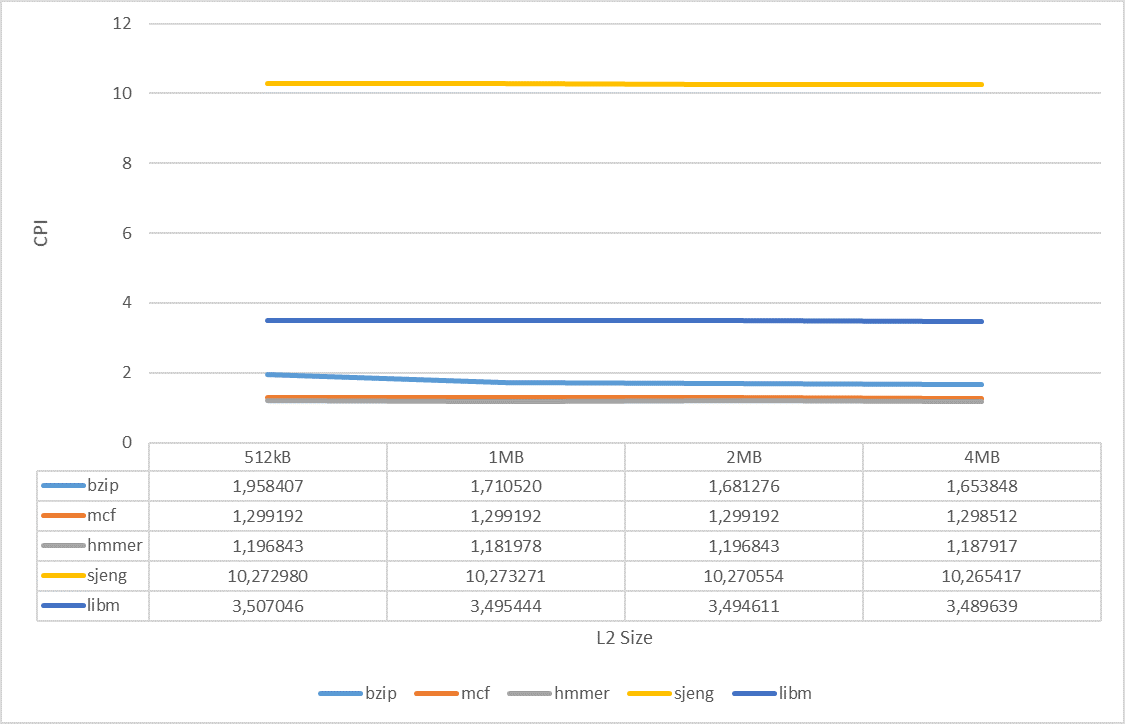 12
10
8
6
4
2
0
CPI
512kB 1MB 2MB 4MB
bzip 1,958407 1,710520 1,681276 1,653848
mcf 1,299192 1,299192 1,299192 1,298512
hmmer 1,196843 1,181978 1,196843 1,187917
sjeng 10,272980 10,273271 10,270554 10,265417
libm 3,507046 3,495444 3,494611 3,489639
L2 Size
bzip mcf hmmer sjeng libm